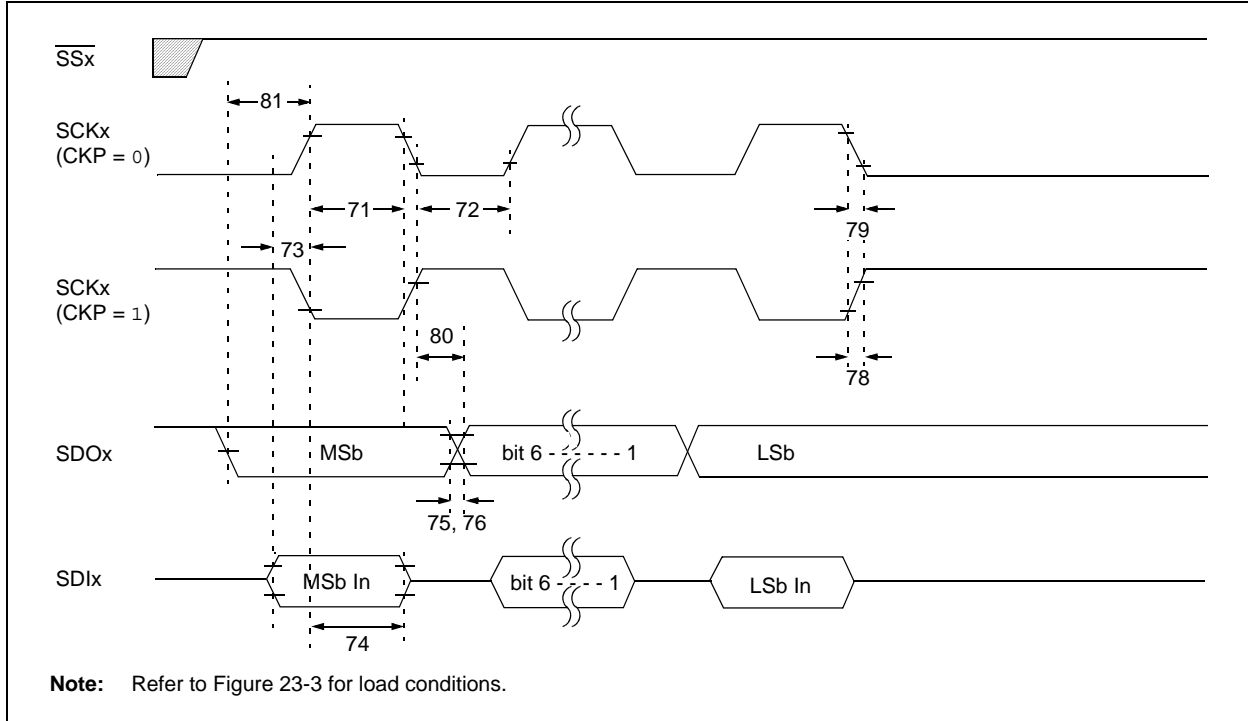 SSx
81
SCKx
(CKP = 0)
71
72
79
73
SCKx
(CKP = 1)
80
78
SDOx
MSb
bit 6 - - - - - - 1
LSb
75, 76
SDIx
MSb In
bit 6 - - - - 1
LSb In
74
Note: Refer to Figure 23-3 for load conditions.